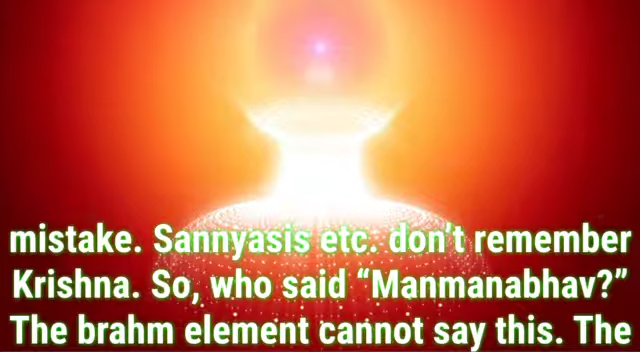 mistake. Sannyasis etc. don't remember
Krishna. So, who said “Manmanabhav?”
The brahm element cannot say this. The